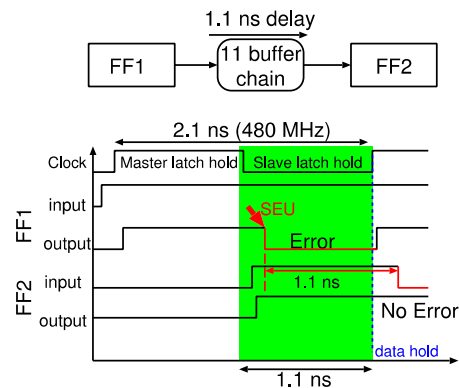 1.1 ns delay
FF1
11 buffer
chain
FF2
2.1 ns (480 MHz)
Clock
Master latch hold
Slave latch hold
FF1
input
SEU
output
Error
FF2
input
1.1 ns
output
No Error
data hold
1.1 ns